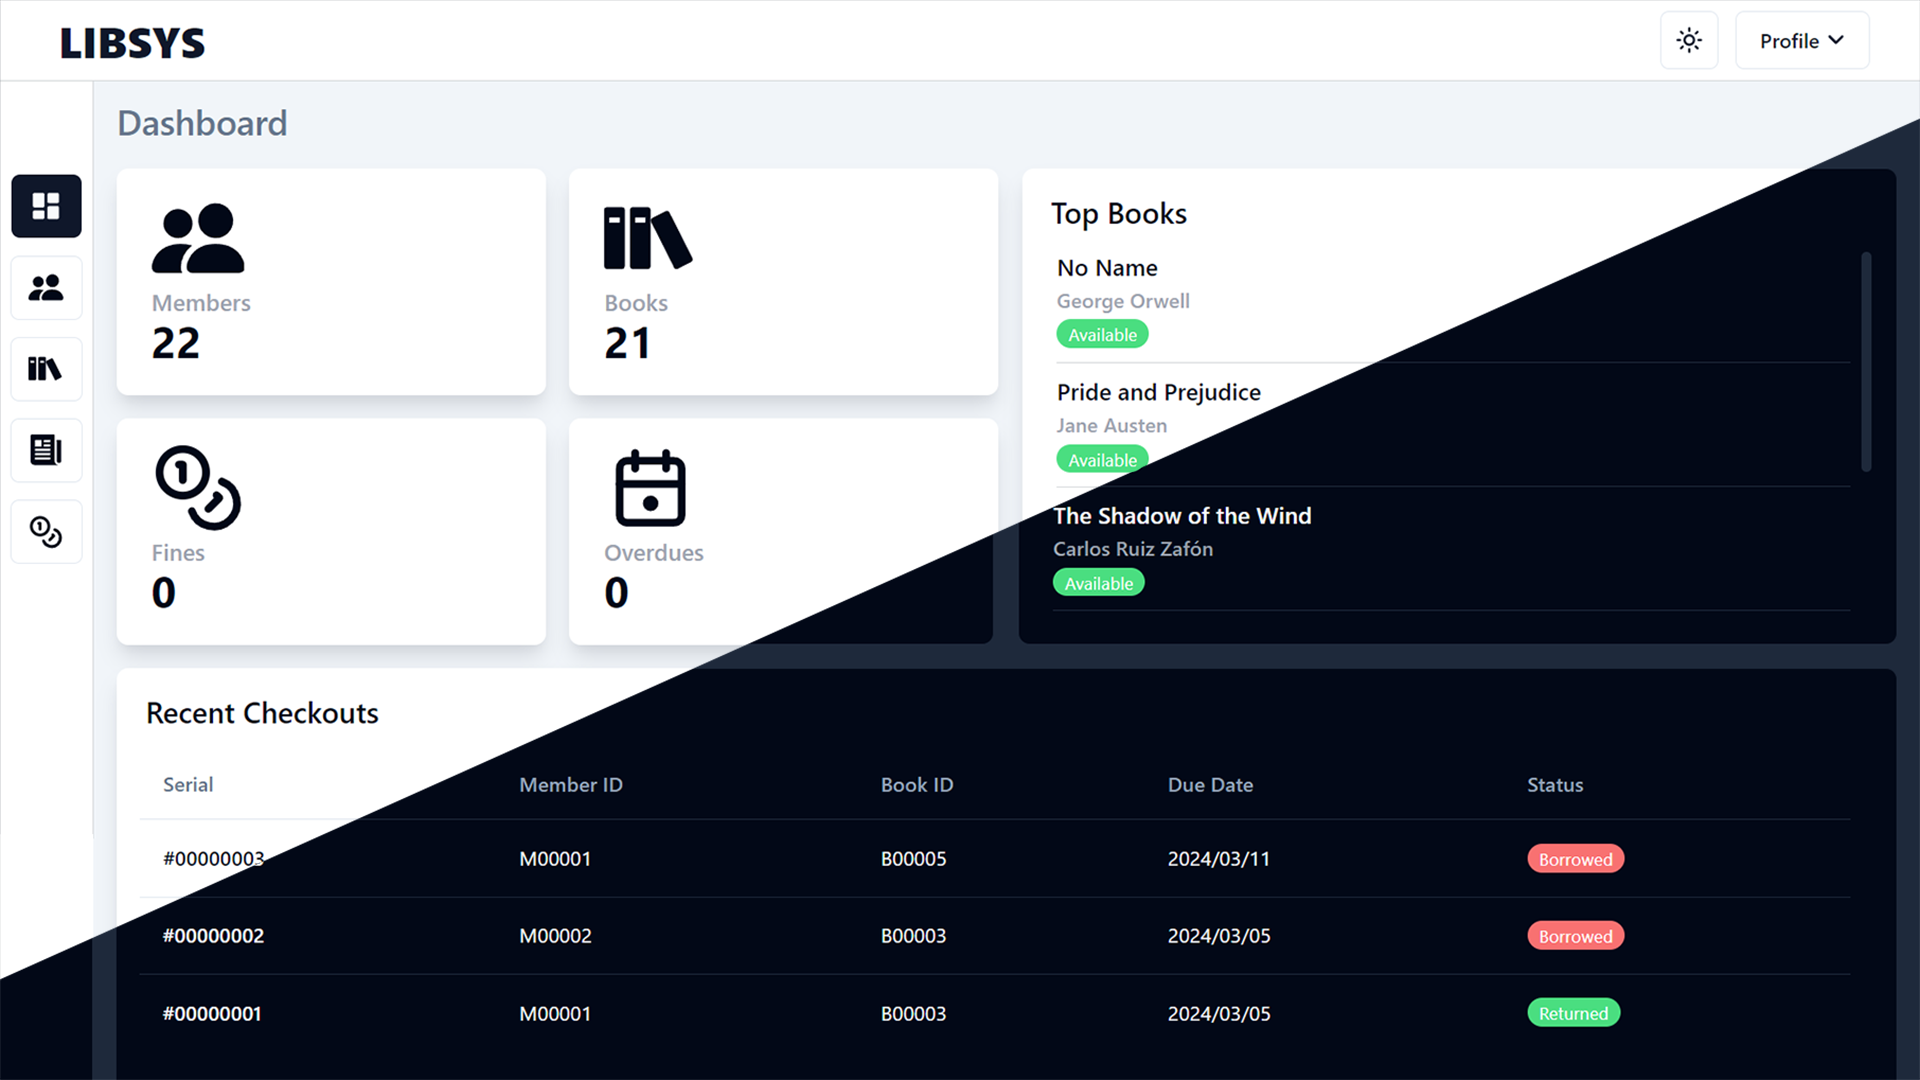 LIBSYS
Profile
Dashboard
Members
22
Books
21
Fines
0
Overdues
0
Top Books
No Name
George Orwell
Available
Pride and Prejudice
Jane Austen
Available
The Shadow of the Wind
Carlos Ruiz Zafón
Available
Recent Checkouts
Serial Member ID Book ID Due Date Status
#00000003 M00001 B00005 2024/03/11 Borrowed
#00000002 M00002 B00003 2024/03/05 Borrowed
#00000001 M00001 B00003 2024/03/05 Returned